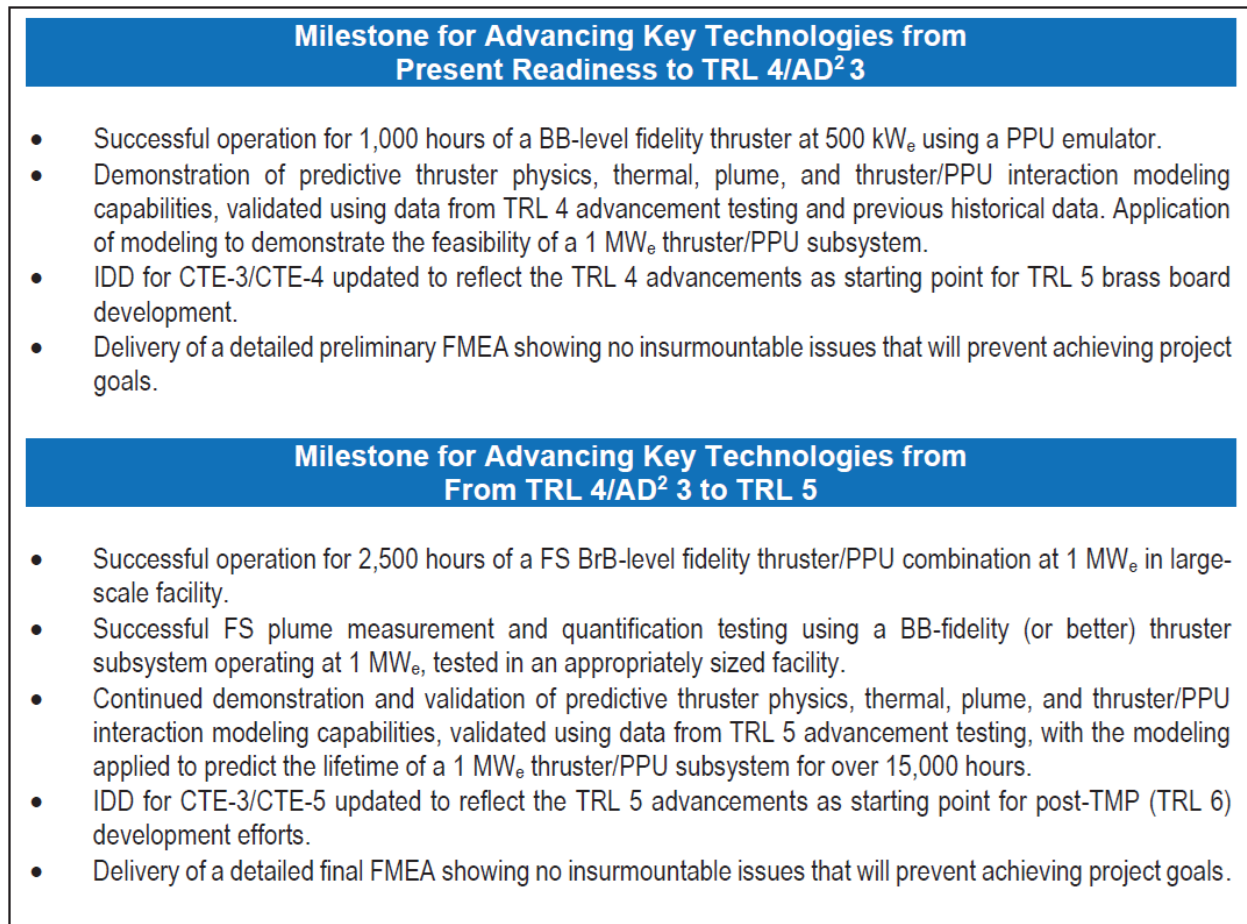 Milestone for Advancing Key Technologies from
Present Readiness to TRL 4/AD² 3
• Successful operation for 1,000 hours of a BB-level fidelity thruster at 500 kWₑ using a PPU emulator.
• Demonstration of predictive thruster physics, thermal, plume, and thruster/PPU interaction modeling
capabilities, validated using data from TRL 4 advancement testing and previous historical data. Application
of modeling to demonstrate the feasibility of a 1 MWₑ thruster/PPU subsystem.
• IDD for CTE-3/CTE-4 updated to reflect the TRL 4 advancements as starting point for TRL 5 brass board
development.
• Delivery of a detailed preliminary FMEA showing no insurmountable issues that will prevent achieving project
goals.
Milestone for Advancing Key Technologies from
From TRL 4/AD² 3 to TRL 5
• Successful operation for 2,500 hours of a FS BrB-level fidelity thruster/PPU combination at 1 MWₑ in large-
scale facility.
• Successful FS plume measurement and quantification testing using a BB-fidelity (or better) thruster
subsystem operating at 1 MWₑ, tested in an appropriately sized facility.
• Continued demonstration and validation of predictive thruster physics, thermal, plume, and thruster/PPU
interaction modeling capabilities, validated using data from TRL 5 advancement testing, with the modeling
applied to predict the lifetime of a 1 MWₑ thruster/PPU subsystem for over 15,000 hours.
• IDD for CTE-3/CTE-5 updated to reflect the TRL 5 advancements as starting point for post-TMP (TRL 6)
development efforts.
• Delivery of a detailed final FMEA showing no insurmountable issues that will prevent achieving project goals.